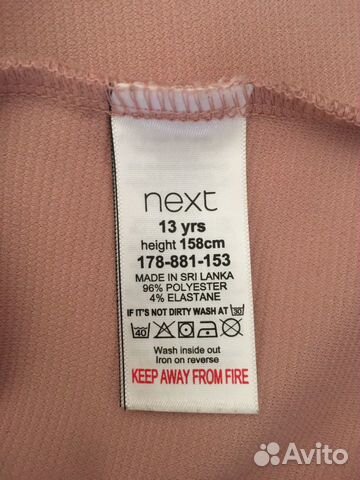 next
13 yrs
height 158cm
178-881-153
MADE IN SRI LANKA
96% POLYESTER
4% ELASTANE
IF IT'S NOT DIRTY WASH AT 30
40
Wash inside out
Iron on reverse
KEEP AWAY FROM FIRE
Avito